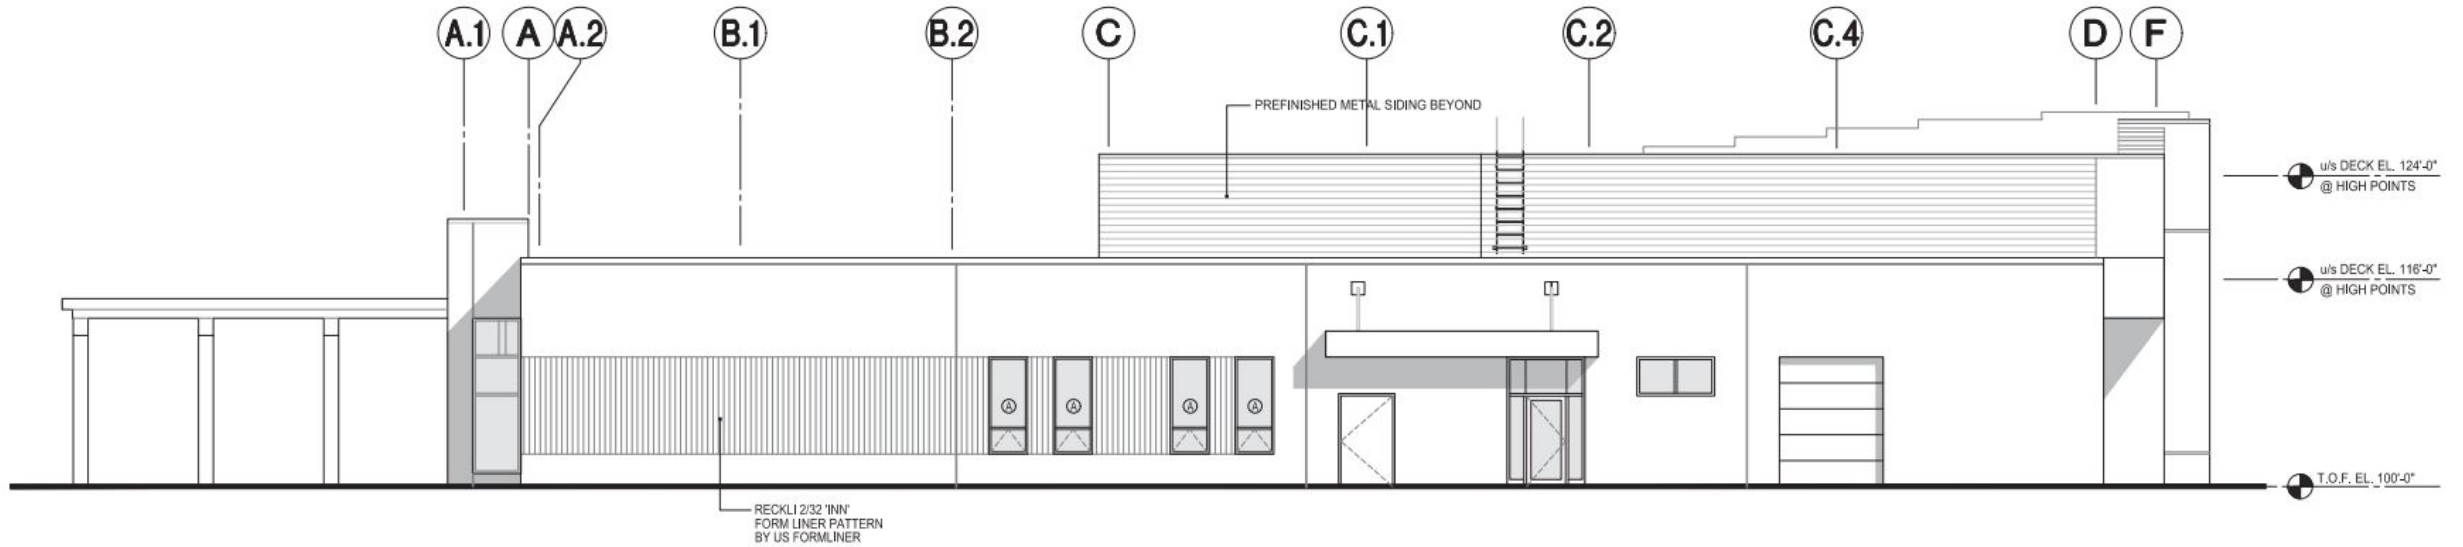 A.1 A A.2 B.1 B.2 C C.1 C.2 C.4 D F
PREFINISHED METAL SIDING BEYOND
u/s DECK EL. 124'-0"
@ HIGH POINTS
u/s DECK EL. 116'-0"
@ HIGH POINTS
A A A A
T.O.F. EL. 100'-0"
RECKLI 2/32 'INN'
FORM LINER PATTERN
BY US FORMLINER